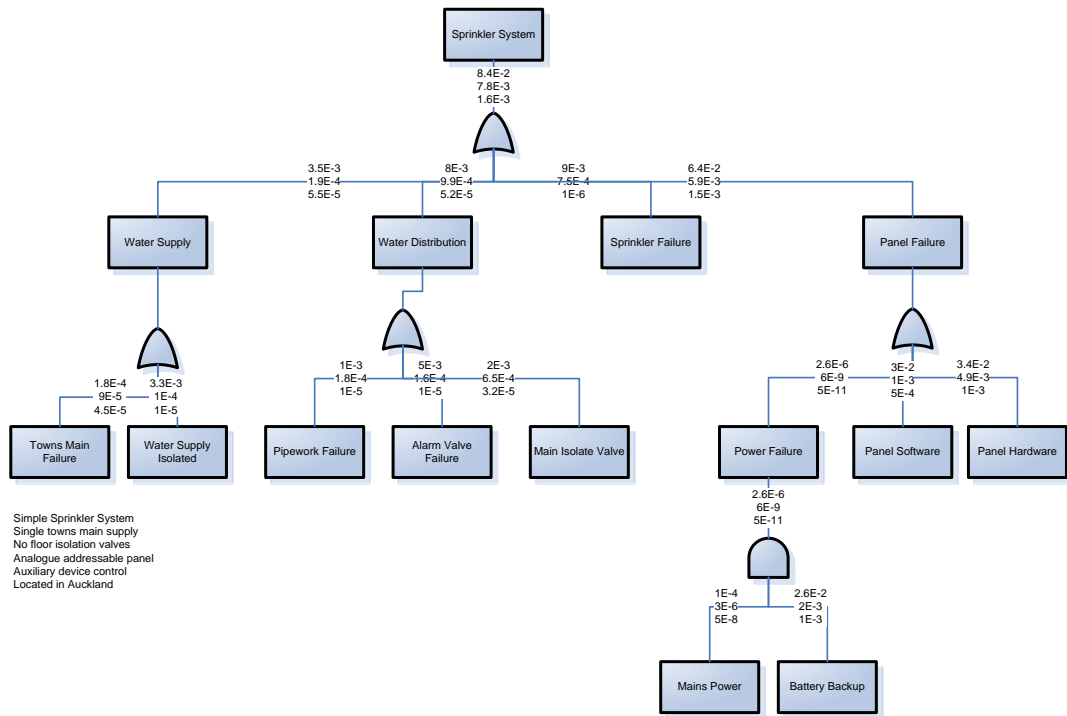 Sprinkler System
8.4E-2
7.8E-3
1.6E-3
3.5E-3
1.9E-4
5.5E-5
8E-3
9.9E-4
5.2E-5
9E-3
7.5E-4
1E-6
6.4E-2
5.9E-3
1.5E-3
Water Supply
Water Distribution
Sprinkler Failure
Panel Failure
1.8E-4
9E-5
4.5E-5
3.3E-3
1E-4
1E-5
1E-3
1.8E-4
1E-5
5E-3
1.6E-4
1E-5
2E-3
6.5E-4
3.2E-5
2.6E-6
6E-9
5E-11
3E-2
1E-3
5E-4
3.4E-2
4.9E-3
1E-3
Towns Main
Failure
Water Supply
Isolated
Pipework Failure
Alarm Valve
Failure
Main Isolate Valve
Power Failure
Panel Software
Panel Hardware
2.6E-6
6E-9
5E-11
Simple Sprinkler System
Single towns main supply
No floor isolation valves
Analogue addressable panel
Auxiliary device control
Located in Auckland
1E-4
3E-6
5E-8
2.6E-2
2E-3
1E-3
Mains Power
Battery Backup